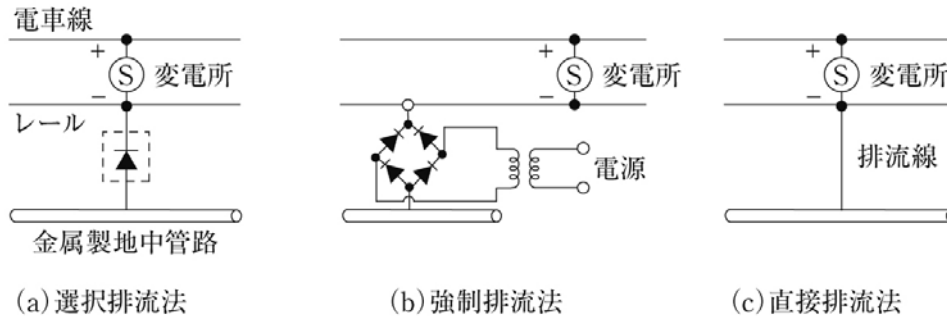 電車線
+
S 変電所
−
レール
金属製地中管路
(a)選択排流法
+
S 変電所
−
電源
(b)強制排流法
+
S 変電所
−
排流線
(c)直接排流法